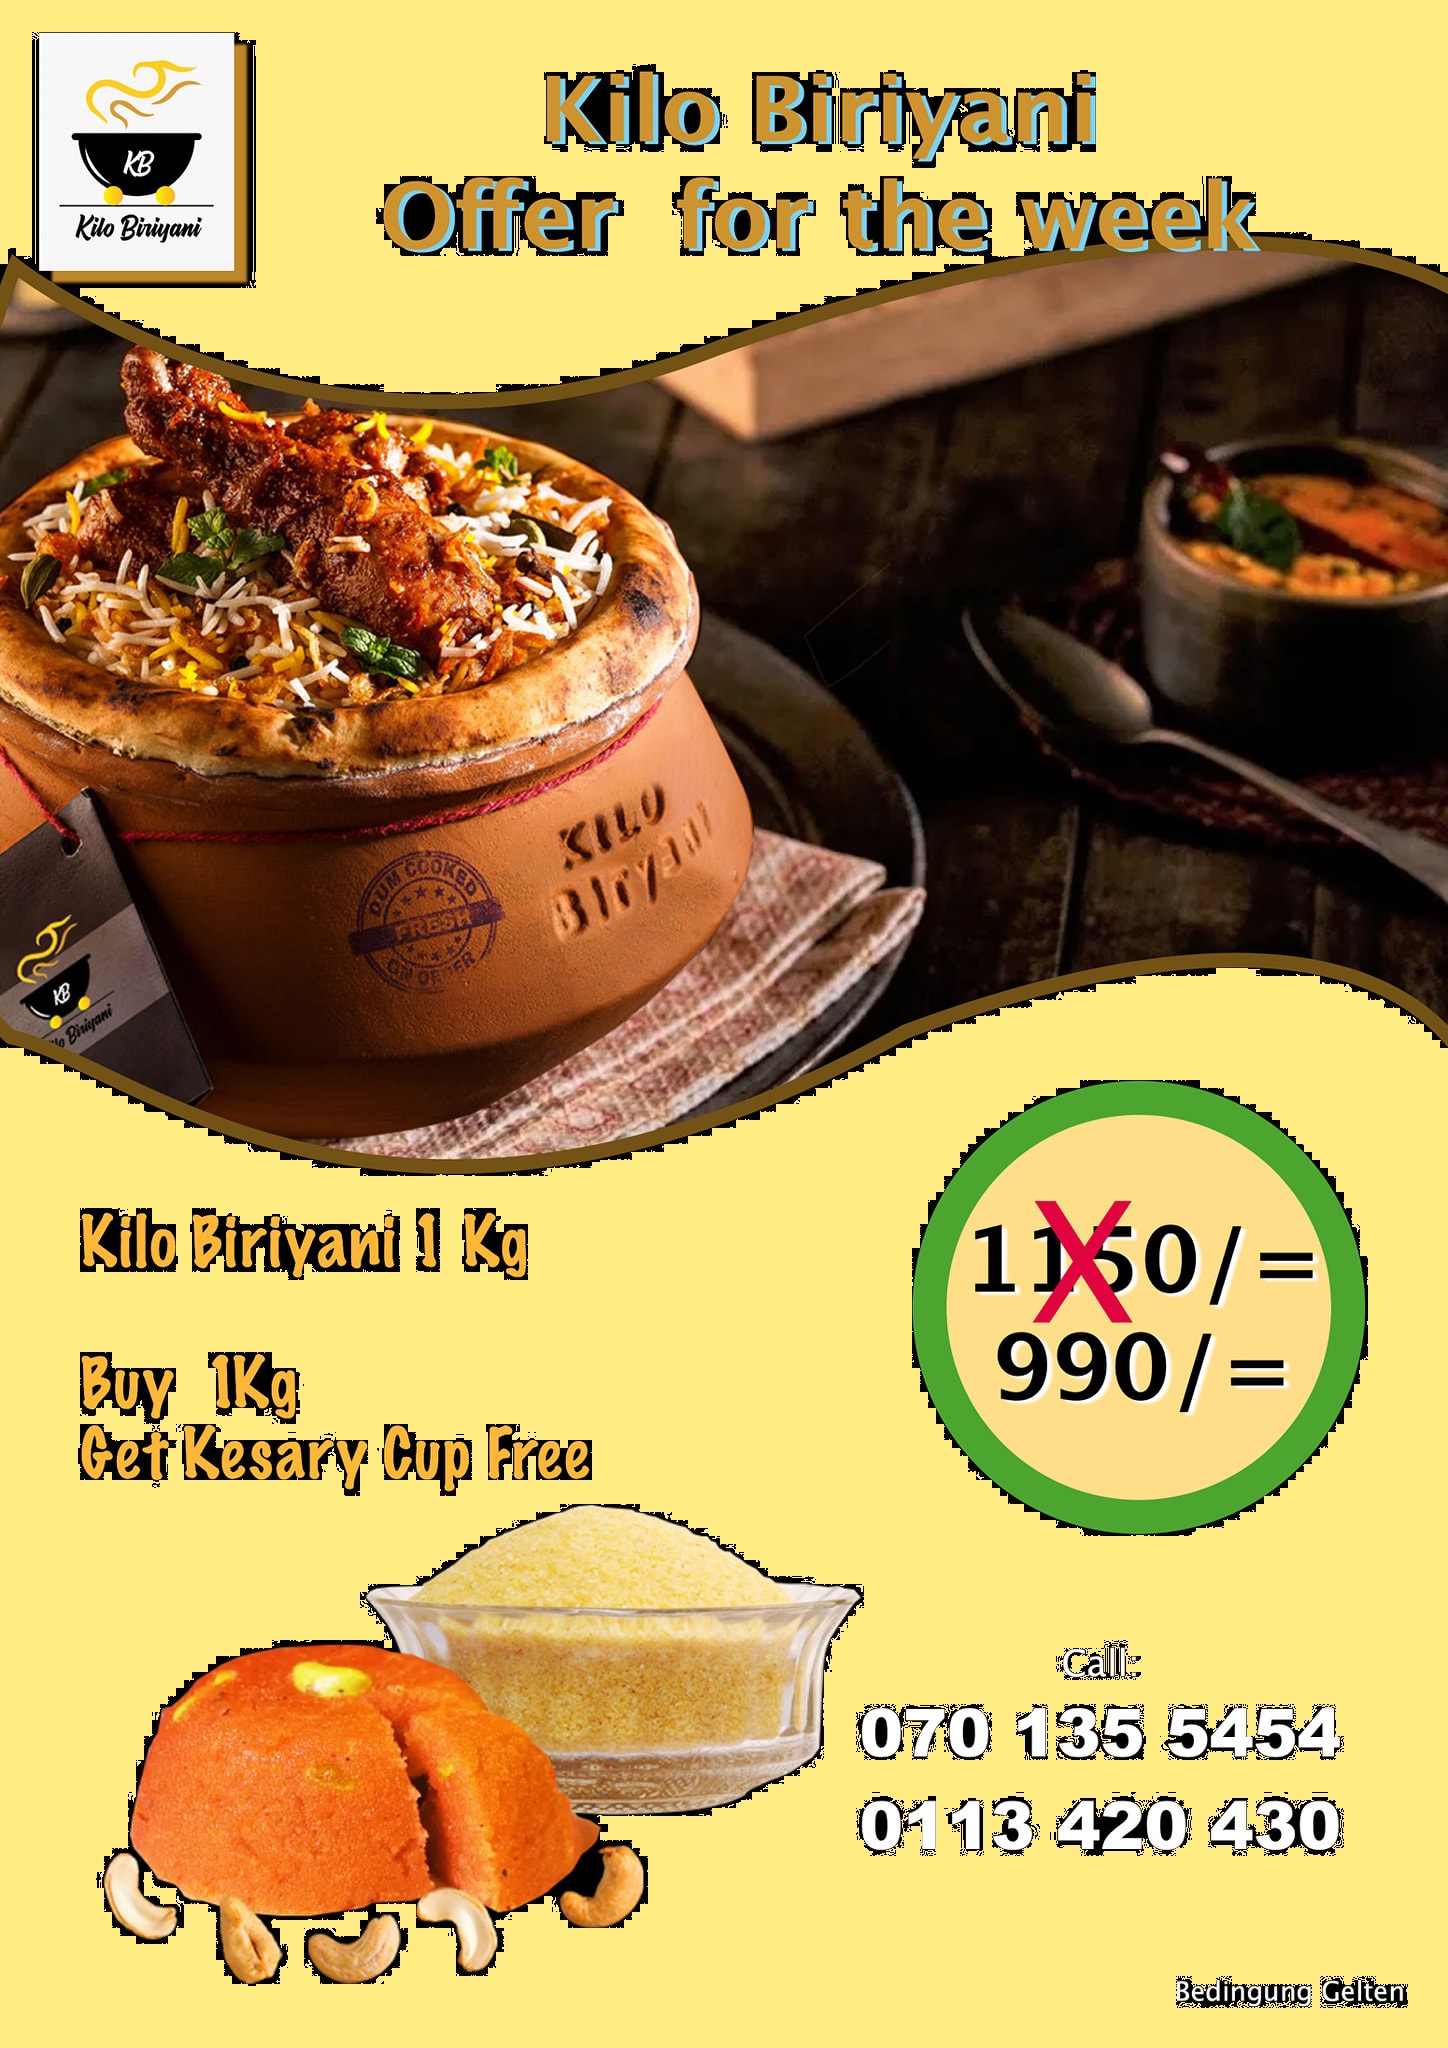 KB
Kilo Biriyani
Kilo Biriyani
Offer for the week
KILO
Biryani
DUM COOKED
FRESH
ON OFFER
KB
Biriyani
1150/=
X
990/=
Kilo Biriyani 1 Kg
Buy 1Kg
Get Kesary Cup Free
Call:
070 135 5454
0113 420 430
Bedingung Gelten